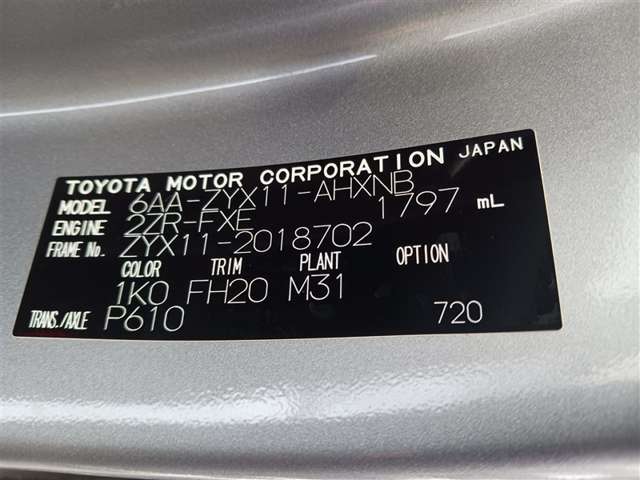 TOYOTA MOTOR CORPORATION JAPAN
MODEL 6AA-ZYX11-AHXNB
ENGINE 2ZR-FXE 1797 mL
FRAME No. ZYX11-2018702
COLOR TRIM PLANT OPTION
1K0 FH20 M31
TRANS./AXLE P610 720